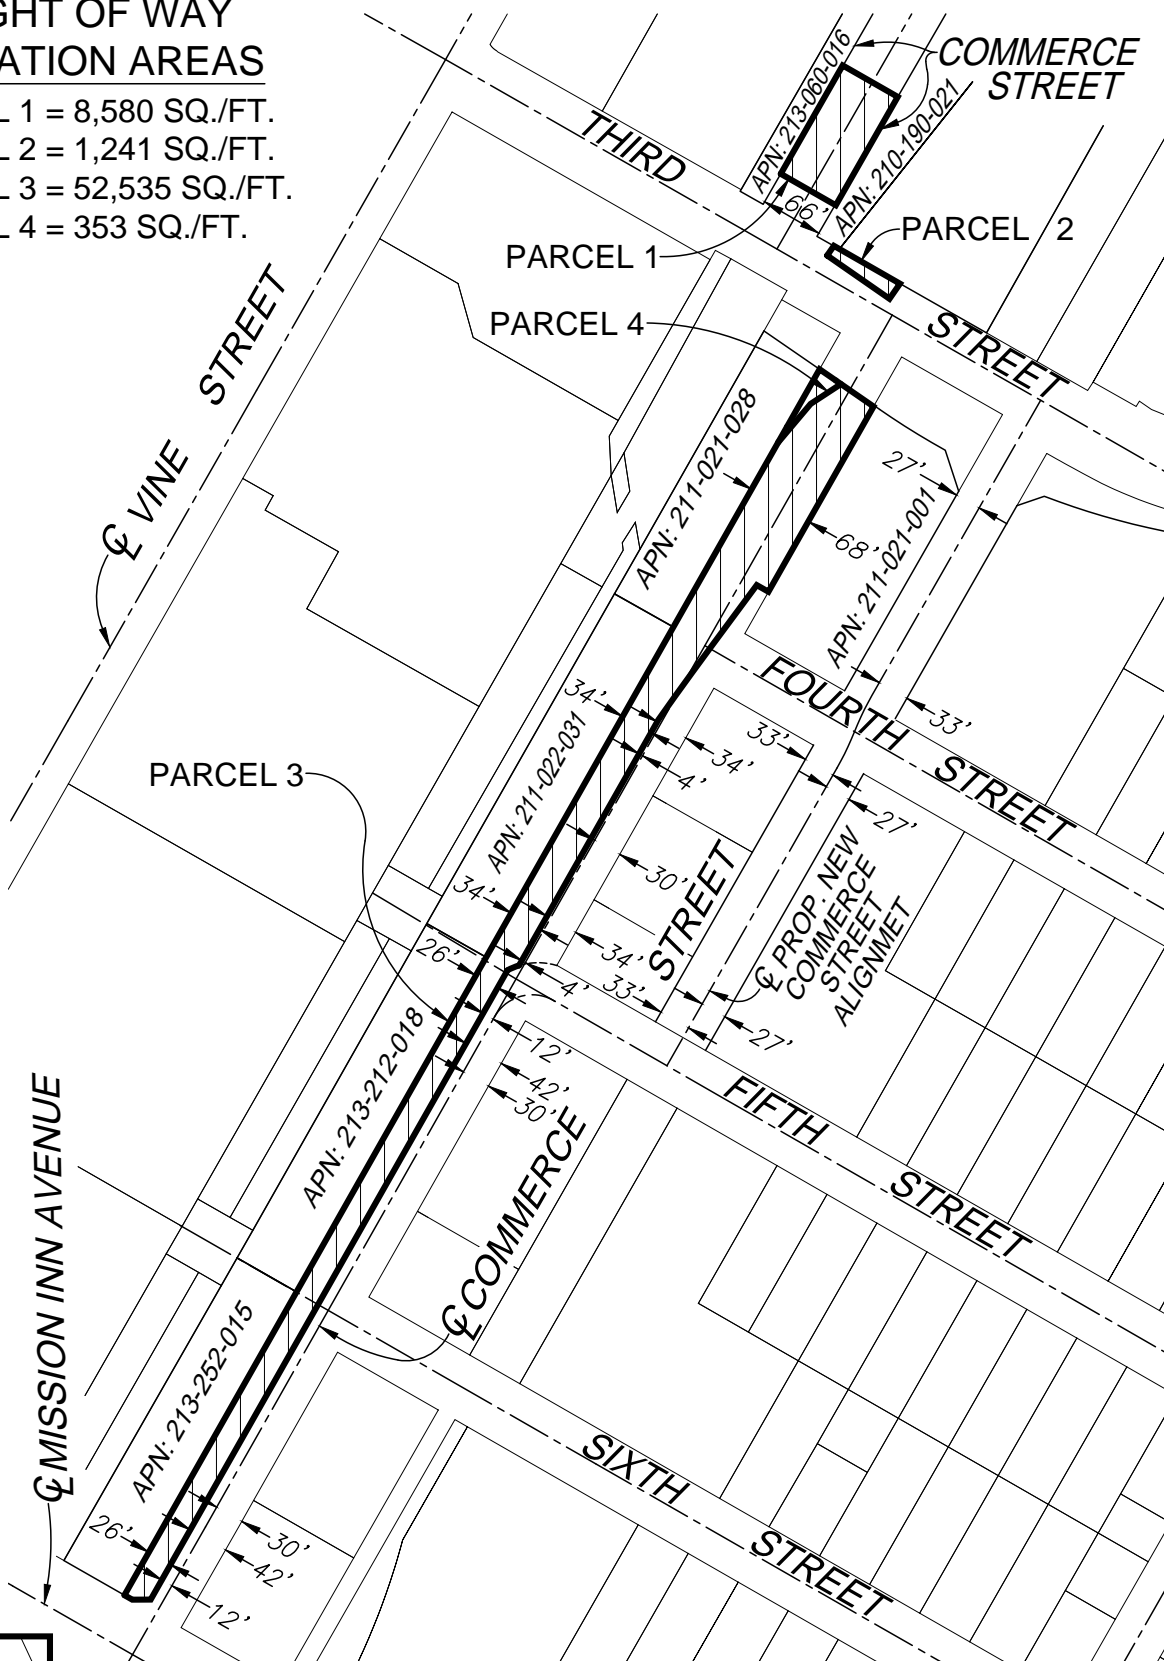 GHT OF WAY
ATION AREAS
L 1 = 8,580 SQ./FT.
L 2 = 1,241 SQ./FT.
L 3 = 52,535 SQ./FT.
L 4 = 353 SQ./FT.
COMMERCE
STREET
APN: 213-060-016
APN: 210-190-021
THIRD
STREET
66'
PARCEL 1
PARCEL 2
PARCEL 4
℄ VINE
STREET
APN: 211-021-028
27'
68'
APN: 211-021-001
FOURTH
STREET
33'
34'
APN: 211-022-031
33'
34'
4'
27'
PARCEL 3
30'
STREET
℄ PROP. NEW
COMMERCE
STREET
ALIGNMET
34'
26'
34'
4'
33'
27'
APN: 213-212-018
12'
42'
30'
FIFTH
STREET
℄ COMMERCE
℄ MISSION INN AVENUE
APN: 213-252-015
SIXTH
STREET
26'
30'
42'
12'